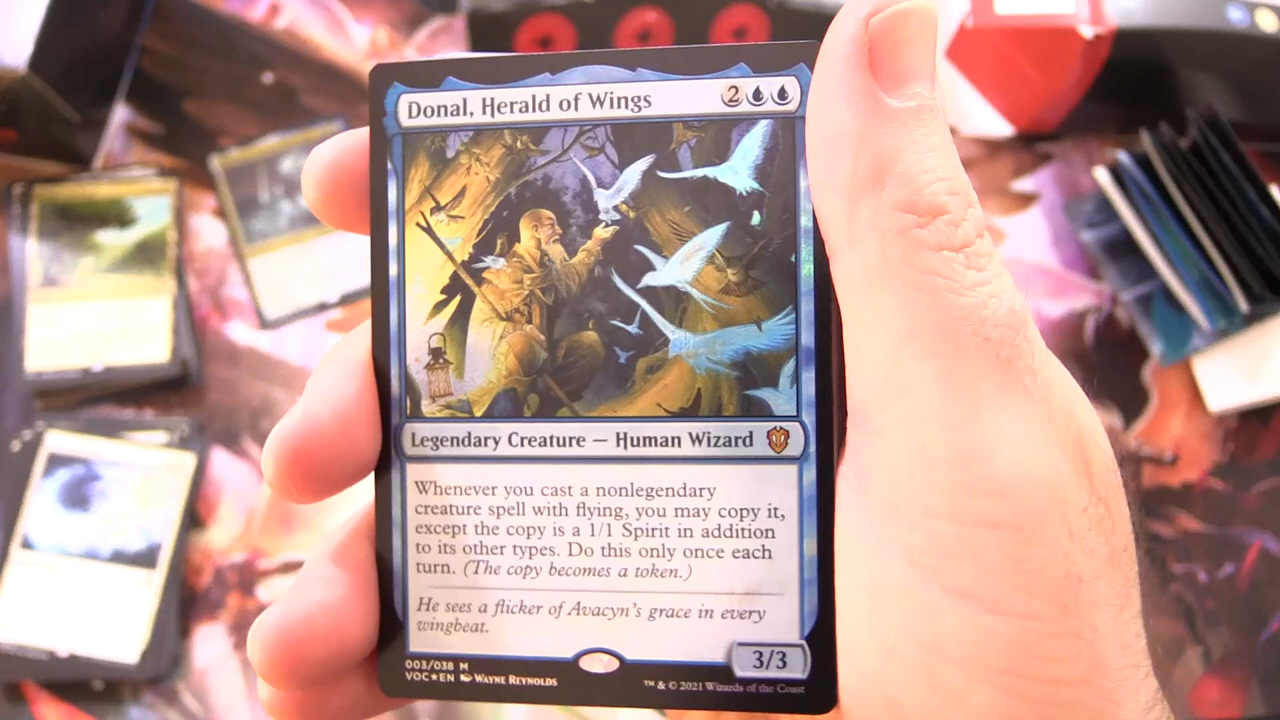 Donal, Herald of Wings 2
Legendary Creature — Human Wizard
Whenever you cast a nonlegendary
creature spell with flying, you may copy it,
except the copy is a 1/1 Spirit in addition
to its other types. Do this only once each
turn. (The copy becomes a token.)
He sees a flicker of Avacyn's grace in every
wingbeat.
3/3
003/038 M
VOC★EN Wayne Reynolds
™ & © 2021 Wizards of the Coast